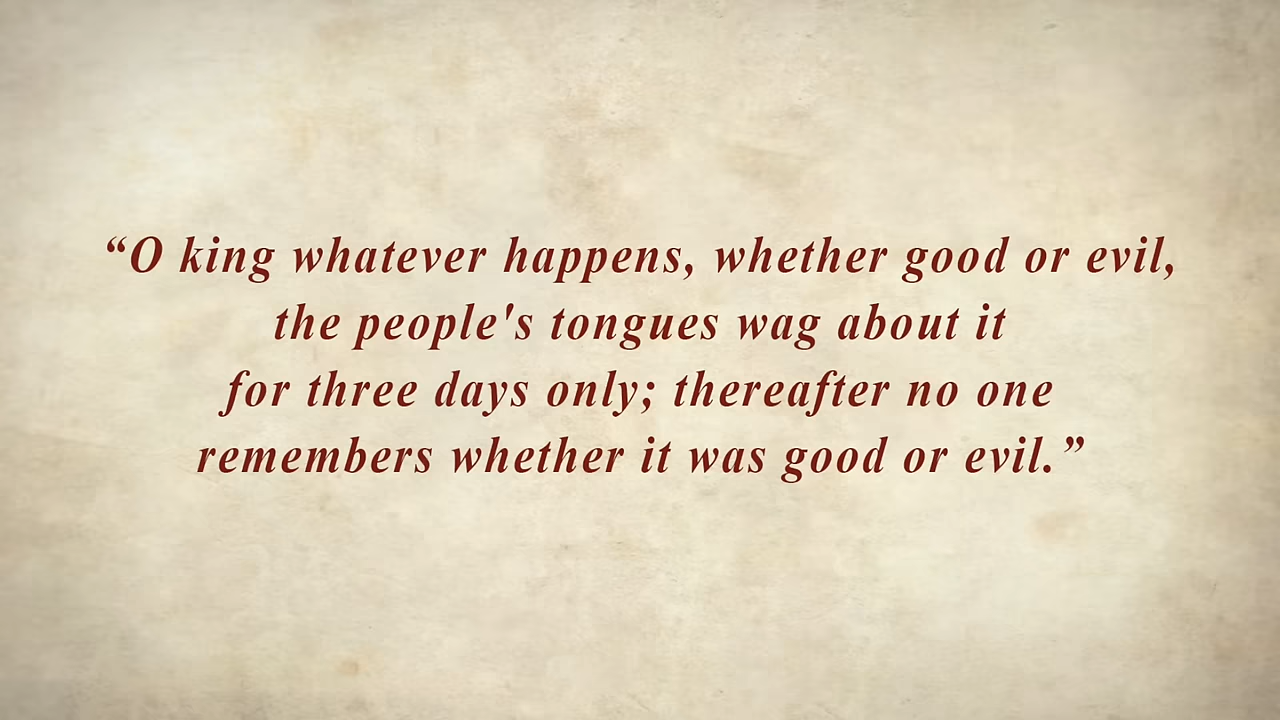 “O king whatever happens, whether good or evil,
the people's tongues wag about it
for three days only; thereafter no one
remembers whether it was good or evil.”